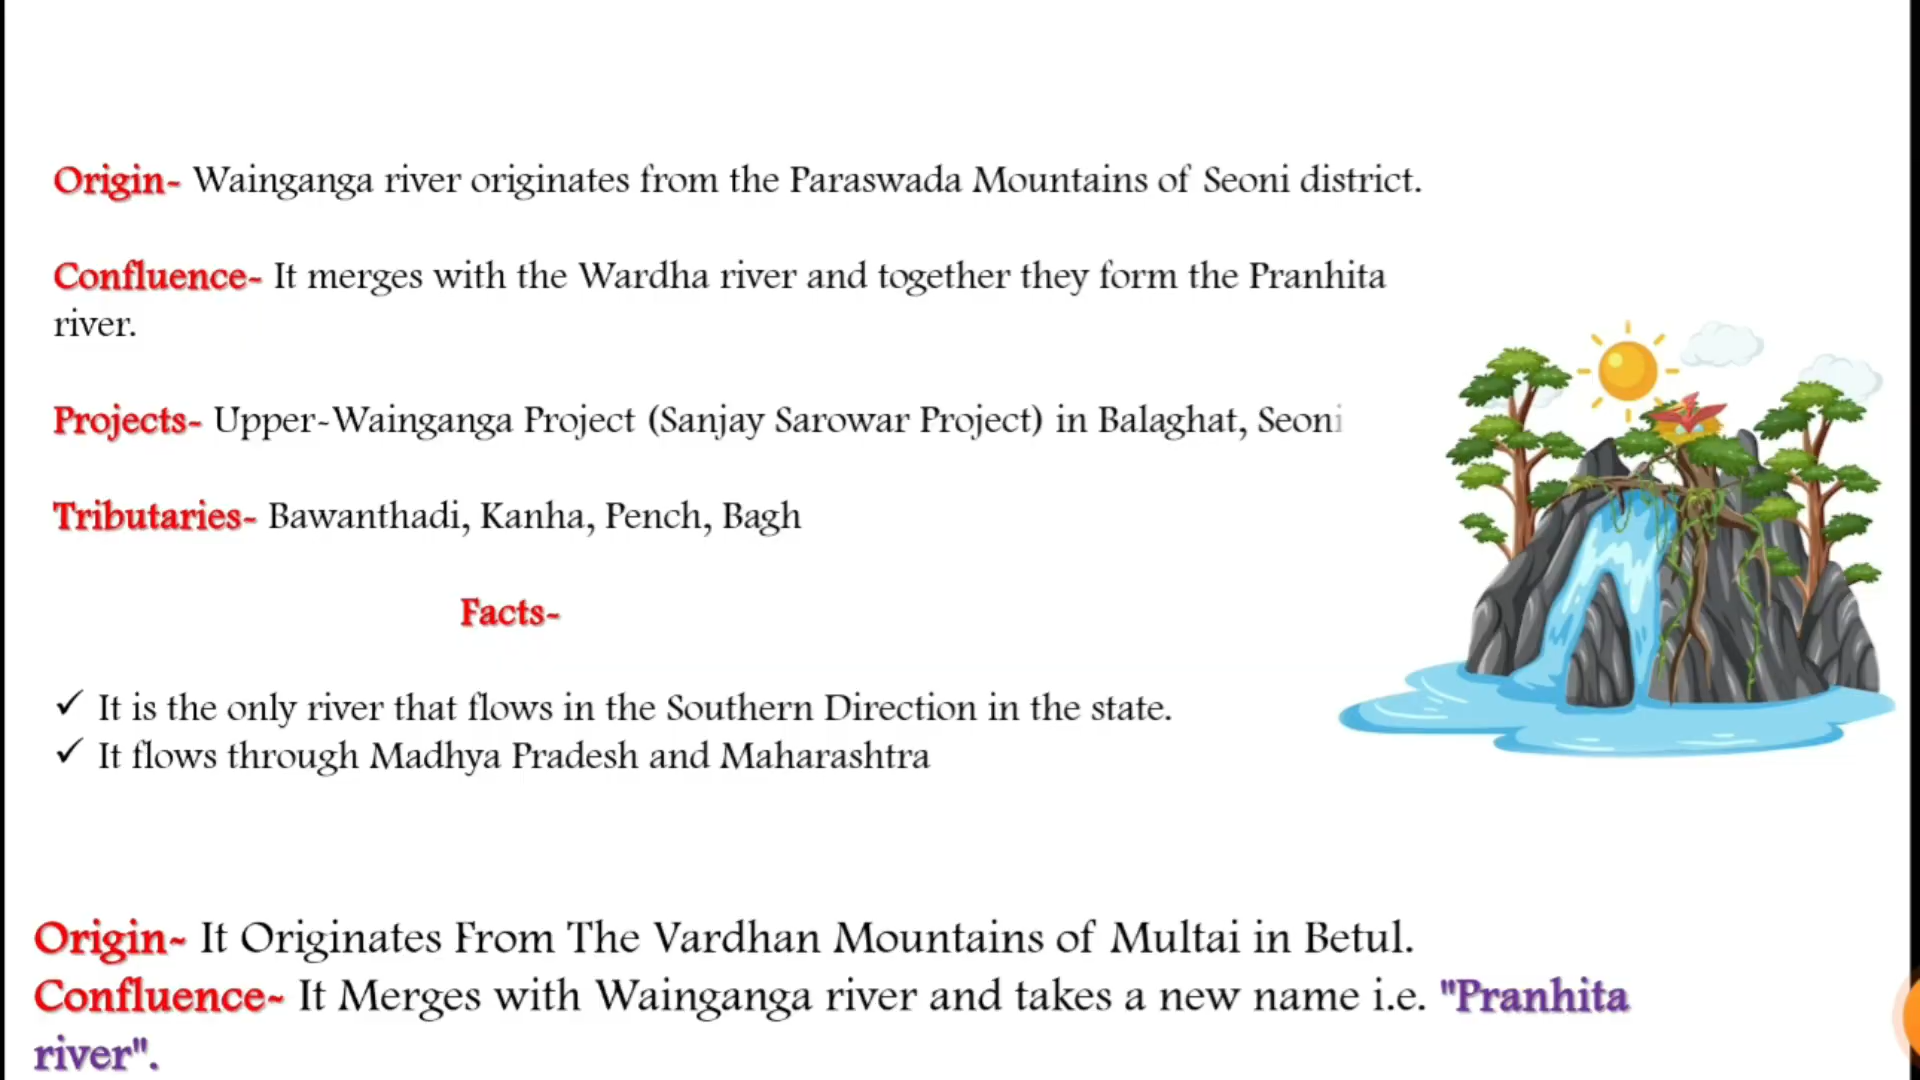 Origin- Wainganga river originates from the Paraswada Mountains of Seoni district.
Confluence- It merges with the Wardha river and together they form the Pranhita
river.
Projects- Upper-Wainganga Project (Sanjay Sarowar Project) in Balaghat, Seoni
Tributaries- Bawanthadi, Kanha, Pench, Bagh
Facts-
✓ It is the only river that flows in the Southern Direction in the state.
✓ It flows through Madhya Pradesh and Maharashtra
Origin- It Originates From The Vardhan Mountains of Multai in Betul.
Confluence- It Merges with Wainganga river and takes a new name i.e. "Pranhita
river".